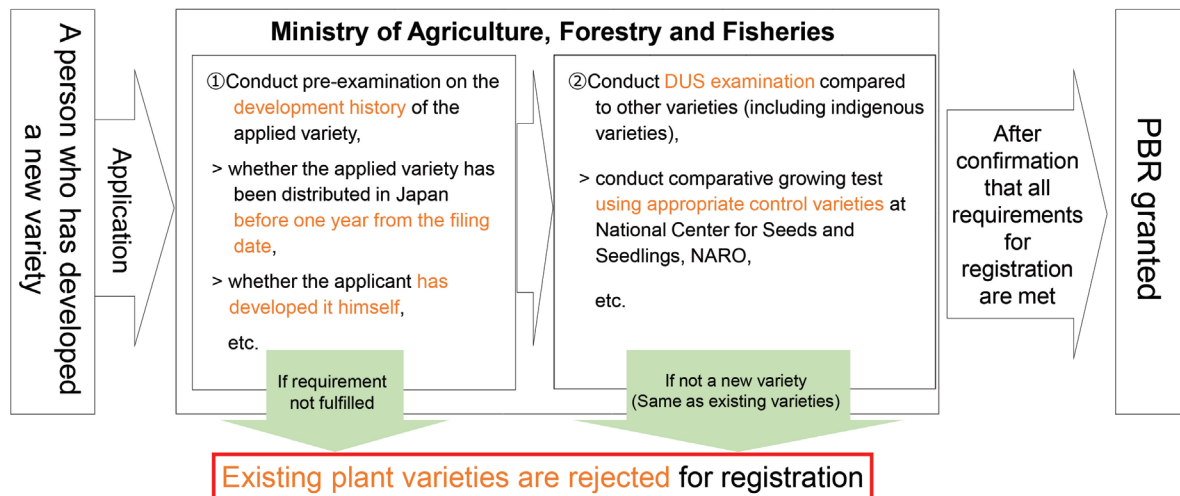 A person who has developed
a new variety
Application
Ministry of Agriculture, Forestry and Fisheries
①Conduct pre-examination on the
development history of the
applied variety,
> whether the applied variety has
been distributed in Japan
before one year from the filing
date,
> whether the applicant has
developed it himself,
etc.
②Conduct DUS examination compared
to other varieties (including indigenous
varieties),
> conduct comparative growing test
using appropriate control varieties at
National Center for Seeds and
Seedlings, NARO,
etc.
After
confirmation
that all
requirements
for
registration
are met
PBR granted
If requirement
not fulfilled
If not a new variety
(Same as existing varieties)
Existing plant varieties are rejected for registration